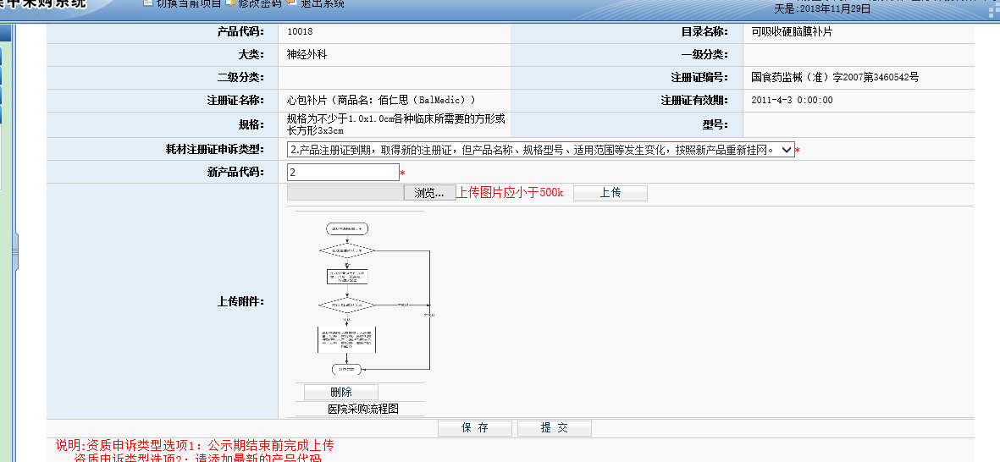 集中采购系统 切换当前项目 修改密码 退出系统
天是:2018年11月29日
产品代码： 10018 目录名称： 可吸收硬脑膜补片
大类： 神经外科 一级分类：
二级分类： 注册证编号： 国食药监械（准）字2007第3460542号
注册证名称： 心包补片（商品名：佰仁思（BalMedic）） 注册证有效期： 2011-4-3 0:00:00
规格： 规格为不少于1.0x1.0cm各种临床所需要的方形或
长方形3x3cm 型号：
耗材注册证申诉类型： 2.产品注册证到期，取得新的注册证，但产品名称、规格型号、适用范围等发生变化，按照新产品重新挂网。 *
新产品代码： 2 *
浏览... 上传图片应小于500k 上传
上传附件：
删除
医院采购流程图
保 存 提 交
说明:资质申诉类型选项1：公示期结束前完成上传
资质申诉类型选项2：请添加最新的产品代码